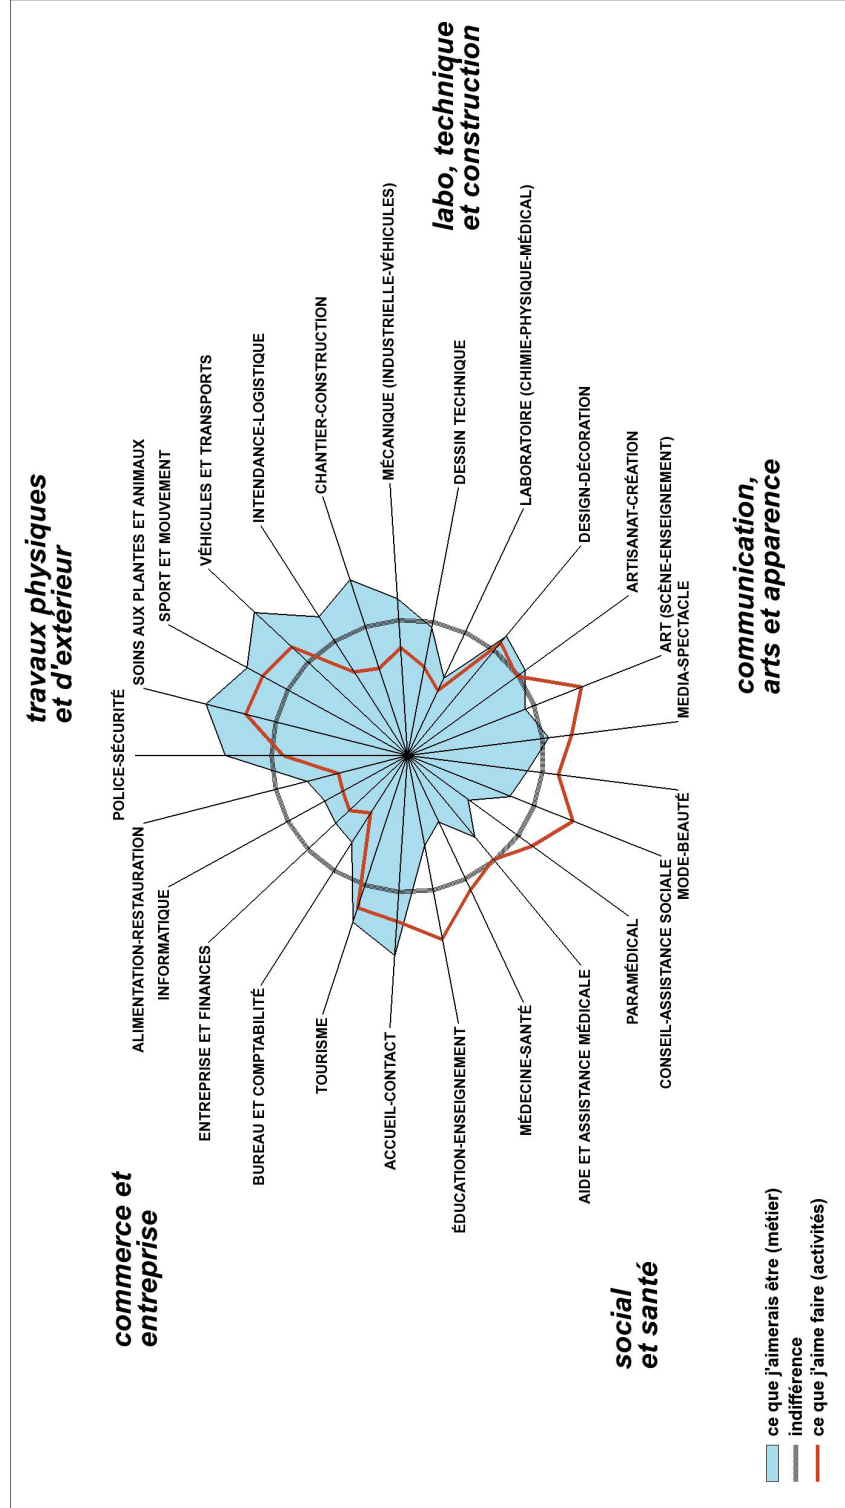 travaux physiques
et d'extérieur
commerce et
entreprise
labo, technique
et construction
social
et santé
communication,
arts et apparence
POLICE-SÉCURITÉ
SOINS AUX PLANTES ET ANIMAUX
SPORT ET MOUVEMENT
VÉHICULES ET TRANSPORTS
INTENDANCE-LOGISTIQUE
CHANTIER-CONSTRUCTION
MÉCANIQUE (INDUSTRIELLE-VÉHICULES)
DESSIN TECHNIQUE
LABORATOIRE (CHIMIE-PHYSIQUE-MÉDICAL)
DESIGN-DÉCORATION
ARTISANAT-CRÉATION
ART (SCÈNE-ENSEIGNEMENT)
MEDIA-SPECTACLE
MODE-BEAUTÉ
CONSEIL-ASSISTANCE SOCIALE
PARAMÉDICAL
AIDE ET ASSISTANCE MÉDICALE
MÉDECINE-SANTÉ
ÉDUCATION-ENSEIGNEMENT
ACCUEIL-CONTACT
TOURISME
BUREAU ET COMPTABILITÉ
ENTREPRISE ET FINANCES
INFORMATIQUE
ALIMENTATION-RESTAURATION
ce que j'aimerais être (métier)
indifférence
ce que j'aime faire (activités)